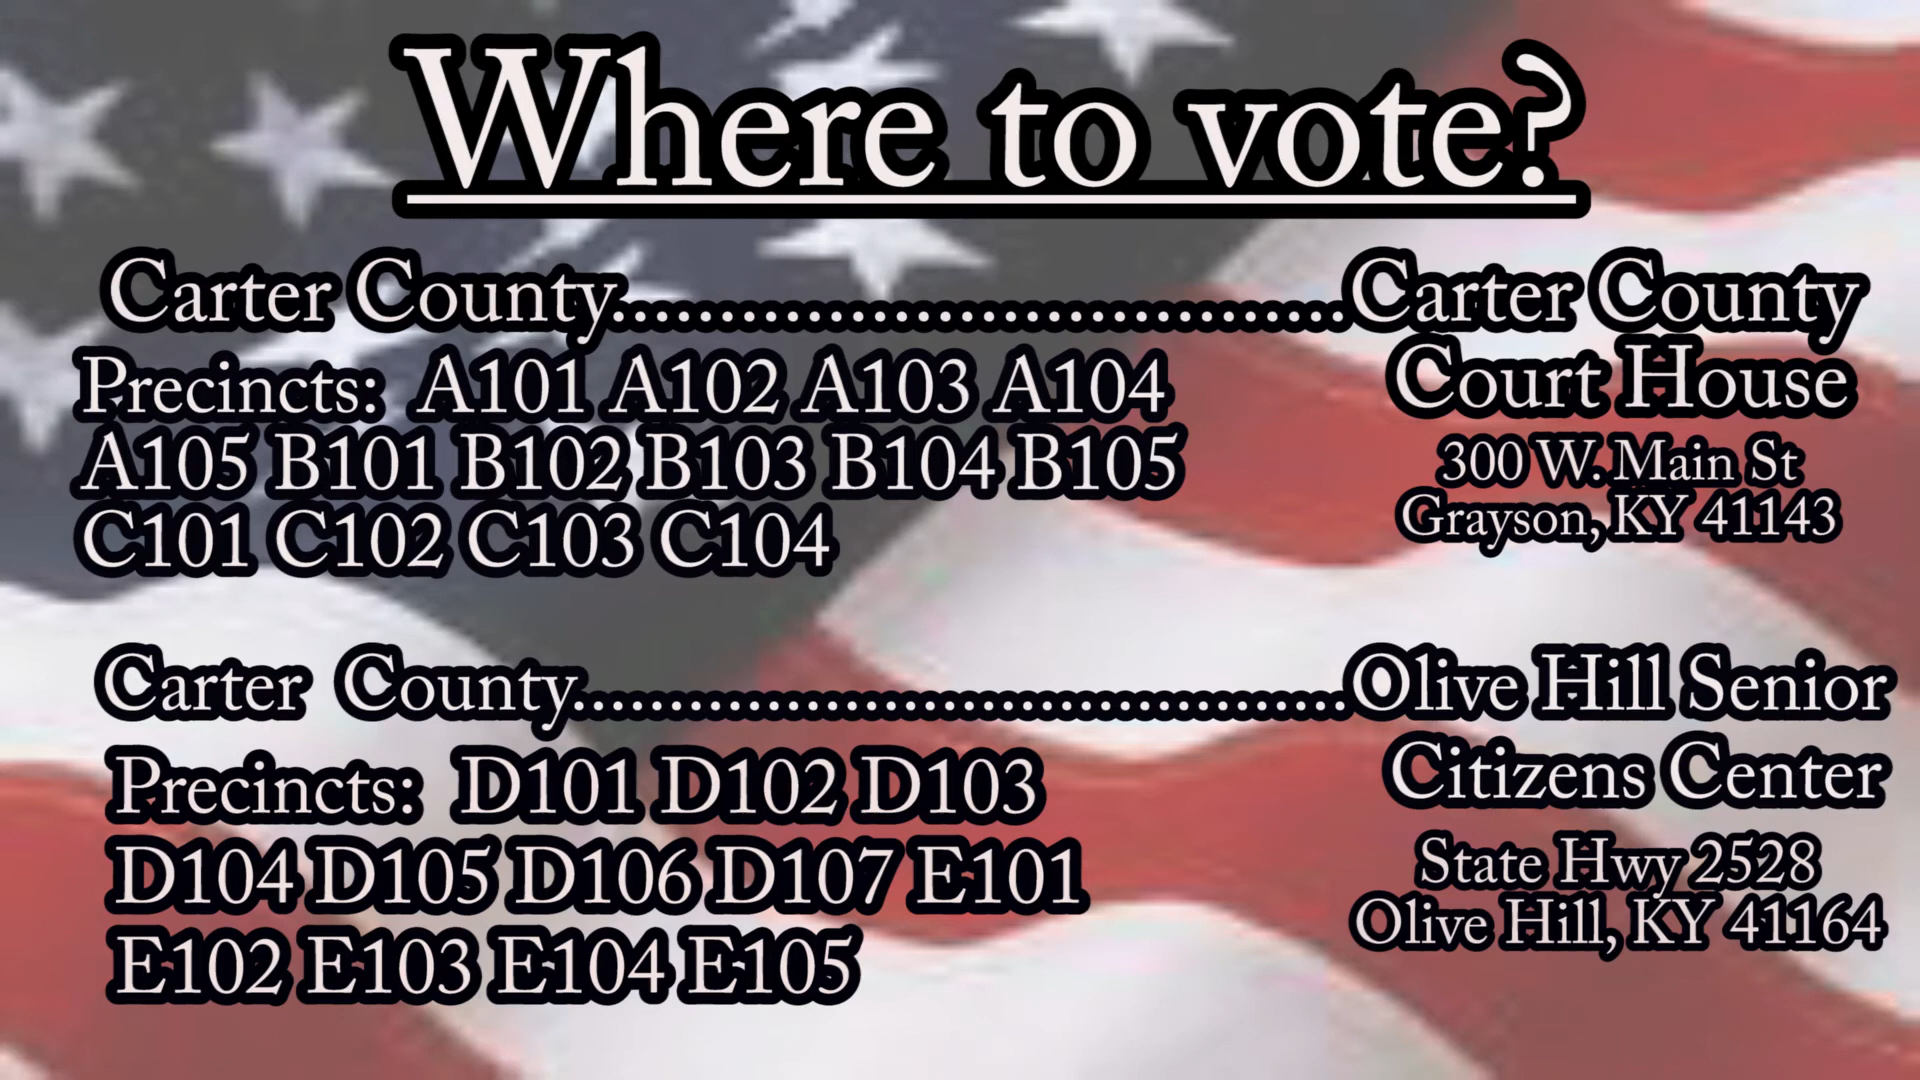 Where to vote?
Carter County........................................Carter County
Court House
Precincts: A101 A102 A103 A104
A105 B101 B102 B103 B104 B105
C101 C102 C103 C104
300 W. Main St
Grayson, KY 41143
Carter County..........................................Olive Hill Senior
Citizens Center
Precincts: D101 D102 D103
D104 D105 D106 D107 E101
E102 E103 E104 E105
State Hwy 2528
Olive Hill, KY 41164